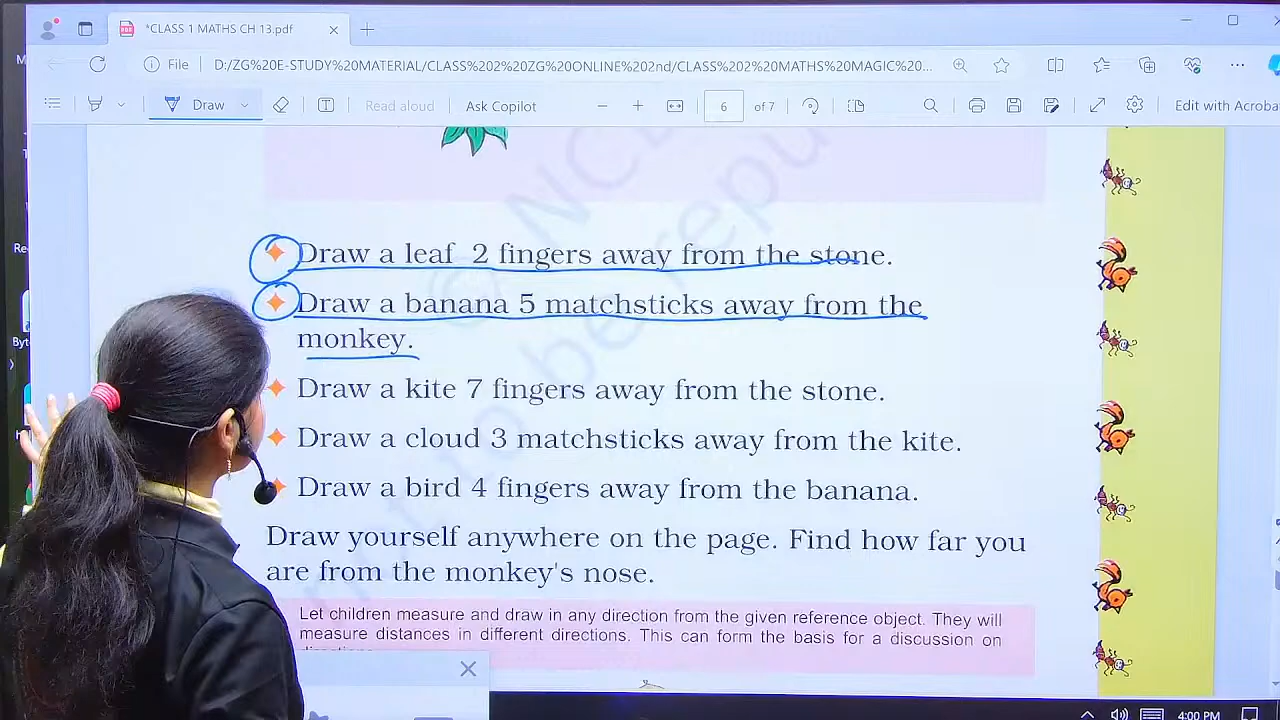 *CLASS 1 MATHS CH 13.pdf
File D:/ZG%20E-STUDY%20MATERIAL/CLASS%202%20ZG%20ONLINE%202nd/CLASS%202%20MATHS%20MAGIC%20...
Draw Read aloud Ask Copilot 6 of 7 Edit with Acroba
Draw a leaf 2 fingers away from the stone.
Draw a banana 5 matchsticks away from the
monkey.
Draw a kite 7 fingers away from the stone.
Draw a cloud 3 matchsticks away from the kite.
Draw a bird 4 fingers away from the banana.
Draw yourself anywhere on the page. Find how far you
are from the monkey's nose.
Let children measure and draw in any direction from the given reference object. They will
measure distances in different directions. This can form the basis for a discussion on
4:00 PM